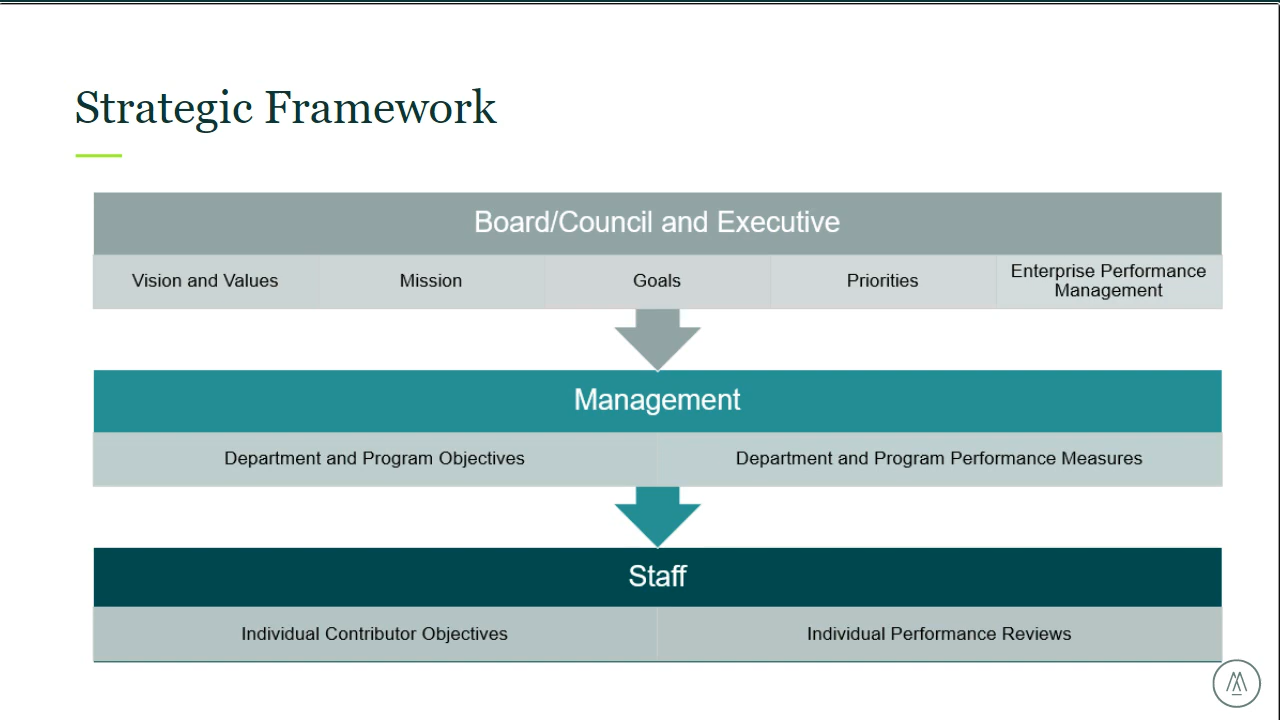 Strategic Framework
Board/Council and Executive
Vision and Values
Mission
Goals
Priorities
Enterprise Performance
Management
Management
Department and Program Objectives
Department and Program Performance Measures
Staff
Individual Contributor Objectives
Individual Performance Reviews